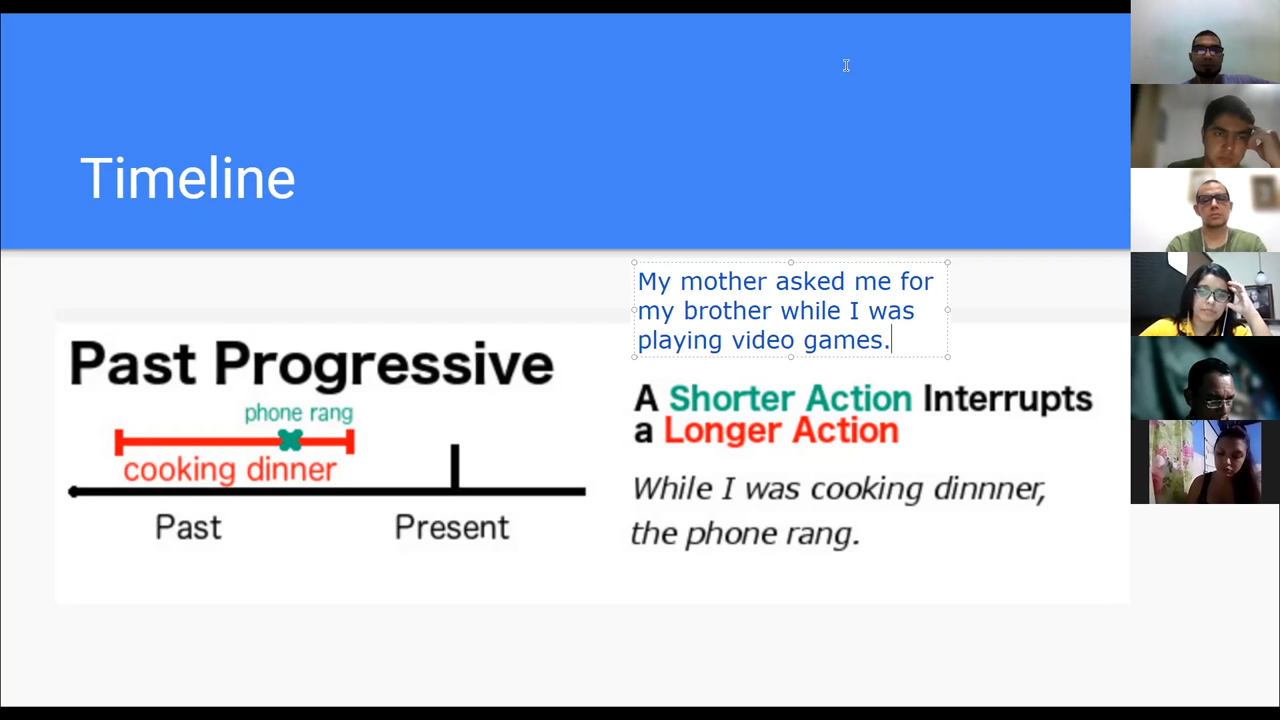 Timeline
My mother asked me for
my brother while I was
playing video games.
Past Progressive
phone rang
cooking dinner
Past
Present
A Shorter Action Interrupts
a Longer Action
While I was cooking dinnner,
the phone rang.